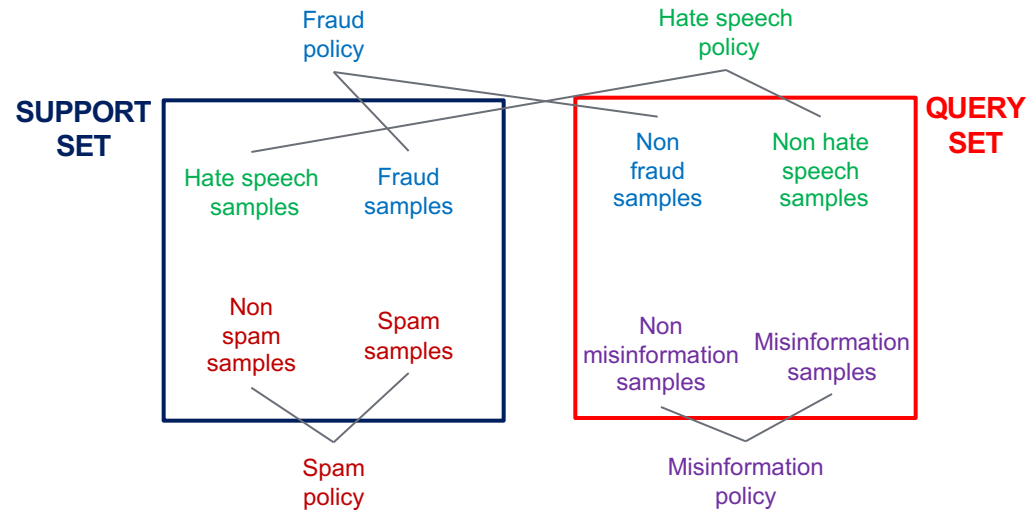 Fraud
policy
Hate speech
policy
SUPPORT
SET
QUERY
SET
Hate speech
samples
Fraud
samples
Non
fraud
samples
Non hate
speech
samples
Non
spam
samples
Spam
samples
Non
misinformation
samples
Misinformation
samples
Spam
policy
Misinformation
policy